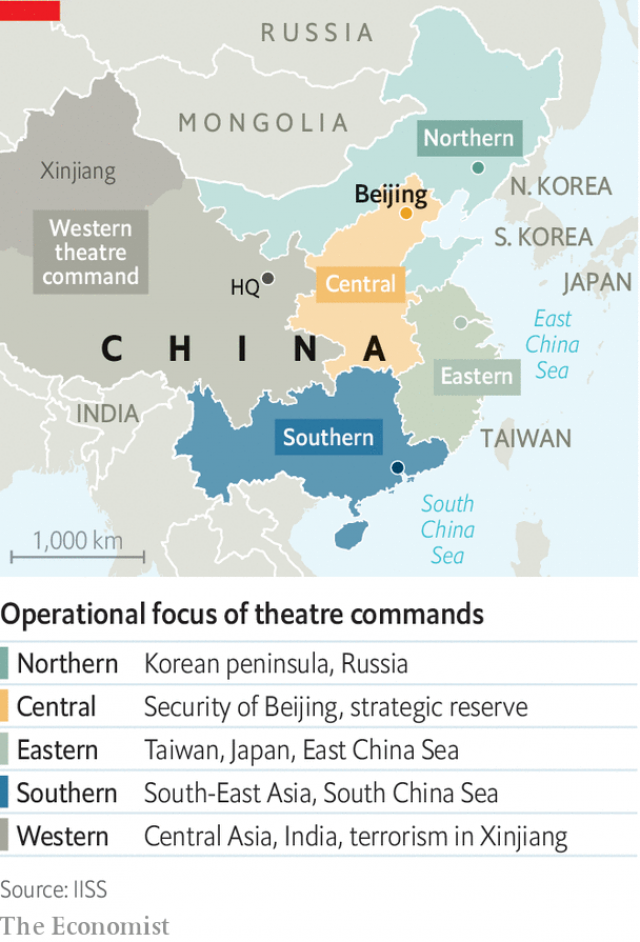 RUSSIA
MONGOLIA
Northern
Xinjiang
Beijing
N. KOREA
Western
theatre
command
S. KOREA
HQ
Central
JAPAN
East
China
Sea
CHINA
Eastern
INDIA
Southern
TAIWAN
South
China
Sea
1,000 km
Operational focus of theatre commands
Northern Korean peninsula, Russia
Central Security of Beijing, strategic reserve
Eastern Taiwan, Japan, East China Sea
Southern South-East Asia, South China Sea
Western Central Asia, India, terrorism in Xinjiang
Source: IISS
The Economist